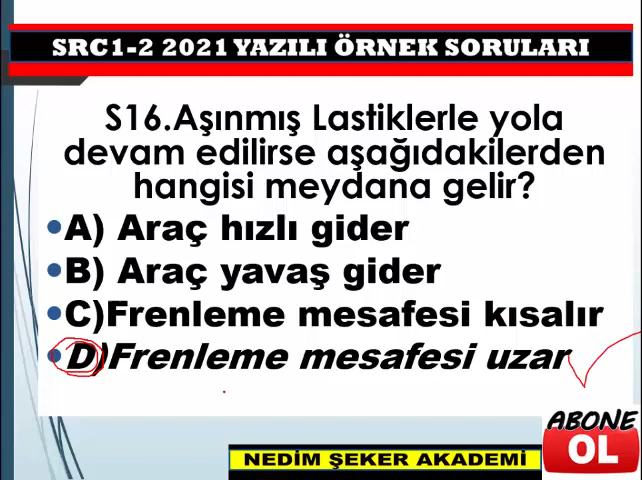 SRC1-2 2021 YAZILI ÖRNEK SORULARI
S16.Aşınmış Lastiklerle yola
devam edilirse aşağıdakilerden
hangisi meydana gelir?
A) Araç hızlı gider
B) Araç yavaş gider
C)Frenleme mesafesi kısalır
D)Frenleme mesafesi uzar
ABONE
OL
NEDİM ŞEKER AKADEMİ